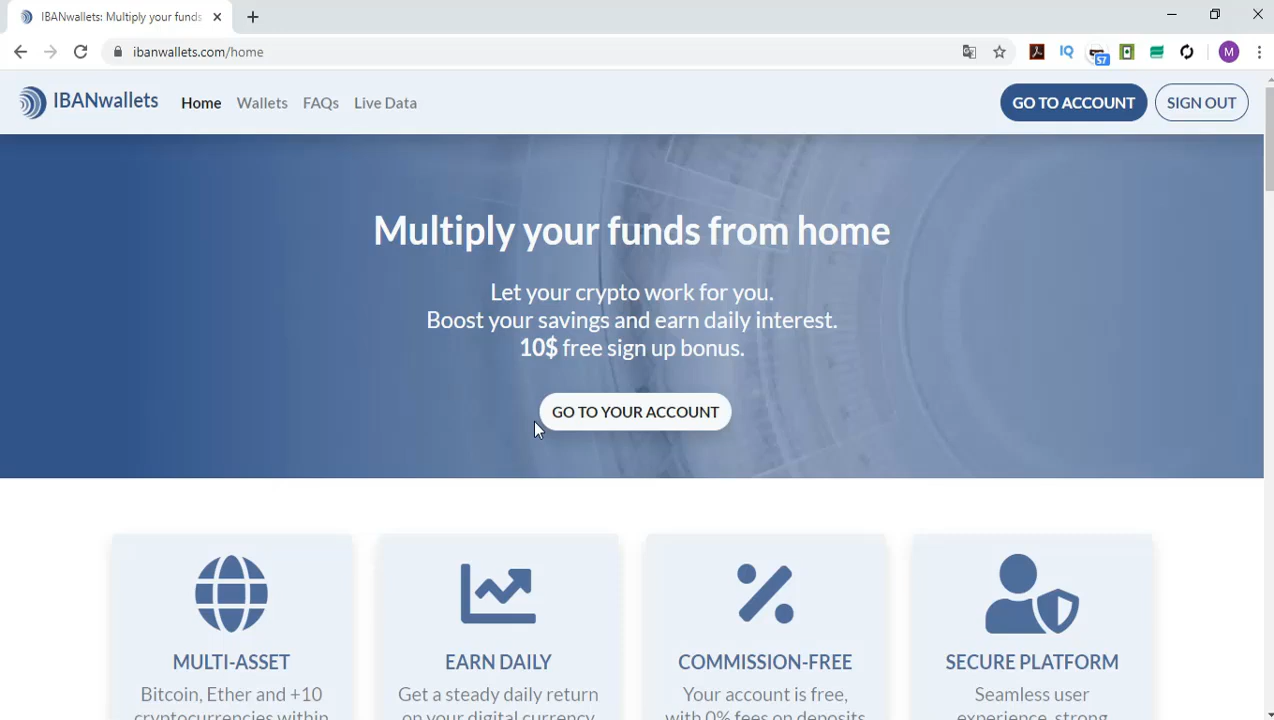 IBANwallets: Multiply your funds
ibanwallets.com/home
57
M
IBANwallets Home Wallets FAQs Live Data GO TO ACCOUNT SIGN OUT
Multiply your funds from home
Let your crypto work for you.
Boost your savings and earn daily interest.
10$ free sign up bonus.
GO TO YOUR ACCOUNT
MULTI-ASSET
Bitcoin, Ether and +10
cryptocurrencies within
EARN DAILY
Get a steady daily return
on your digital currency
COMMISSION-FREE
Your account is free,
with 0% fees on deposits
SECURE PLATFORM
Seamless user
experience, strong